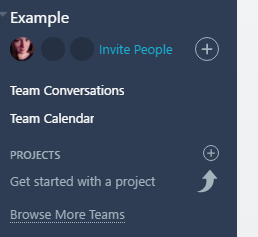 Example
Invite People
Team Conversations
Team Calendar
PROJECTS
Get started with a project
Browse More Teams